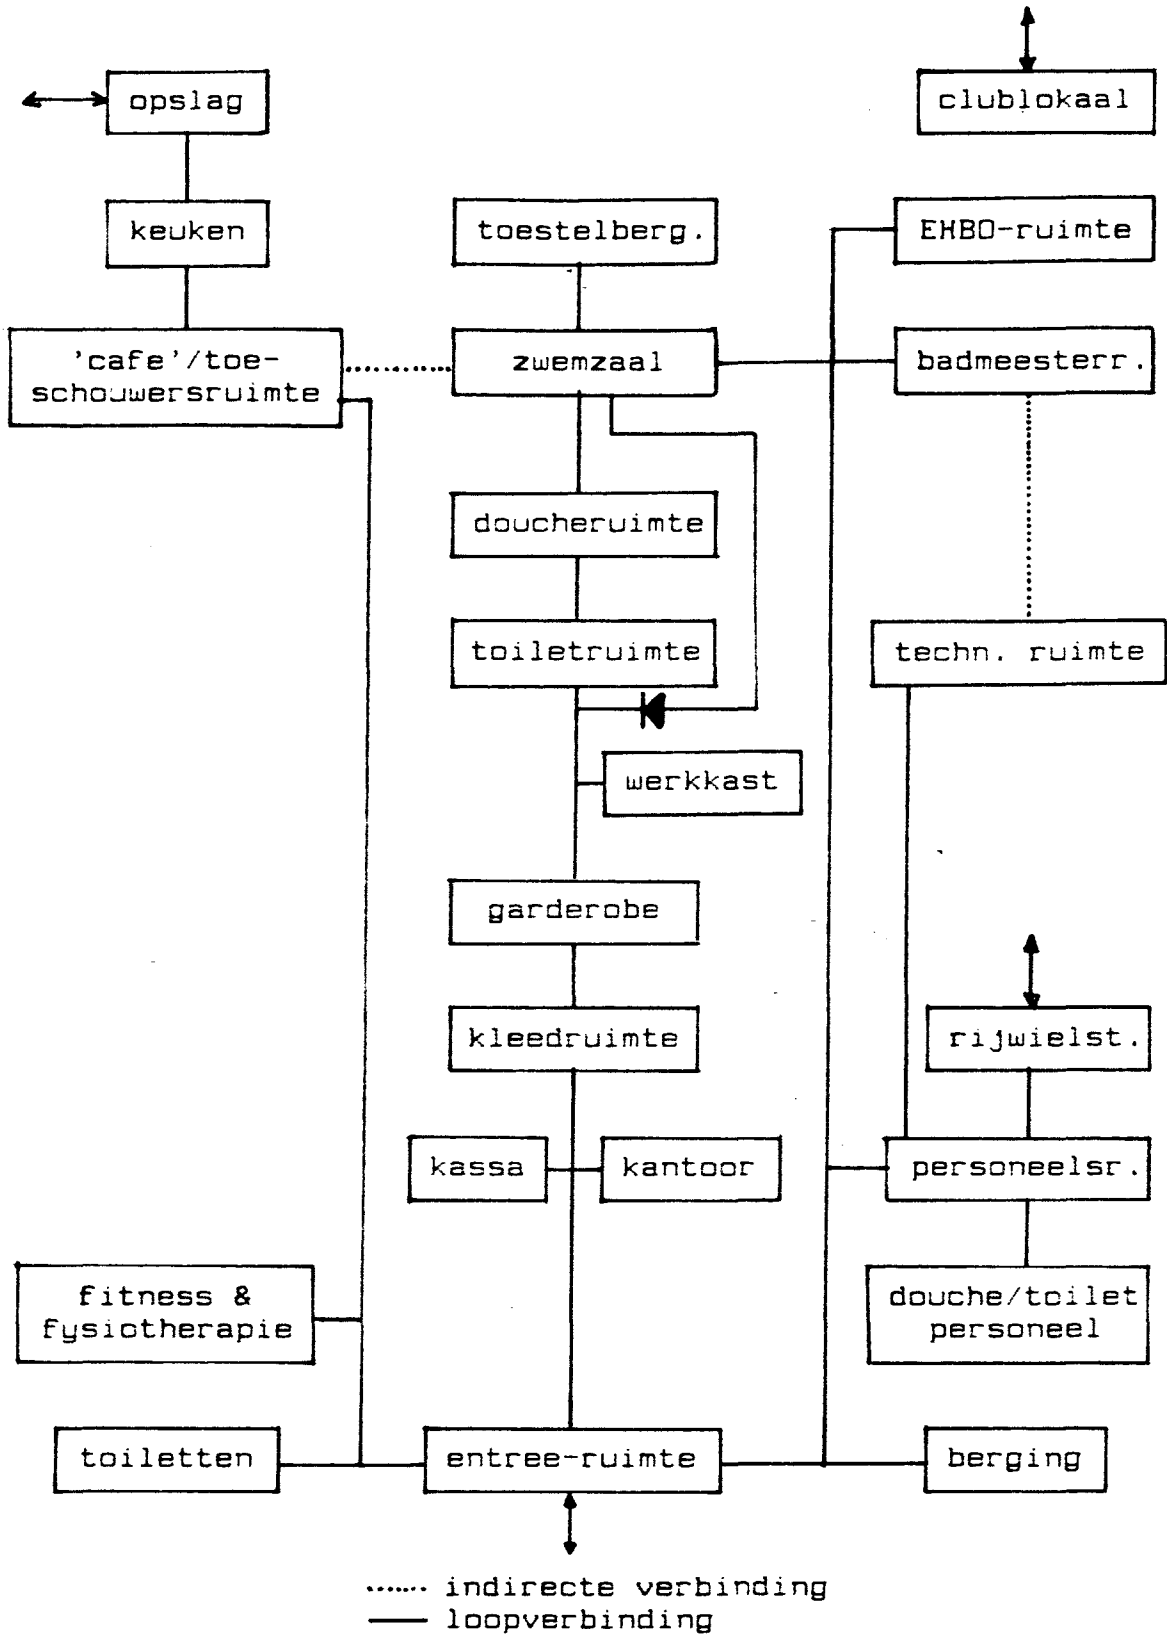 opslag
clublokaal
keuken
toestelberg.
EHBO-ruimte
'cafe'/toe-
schouwersruimte
zwemzaal
badmeesterr.
doucheruimte
toiletruimte
techn. ruimte
werkkast
garderobe
kleedruimte
rijwielst.
kassa
kantoor
personeelsr.
fitness &
fysiotherapie
douche/toilet
personeel
toiletten
entree-ruimte
berging
indirecte verbinding
loopverbinding